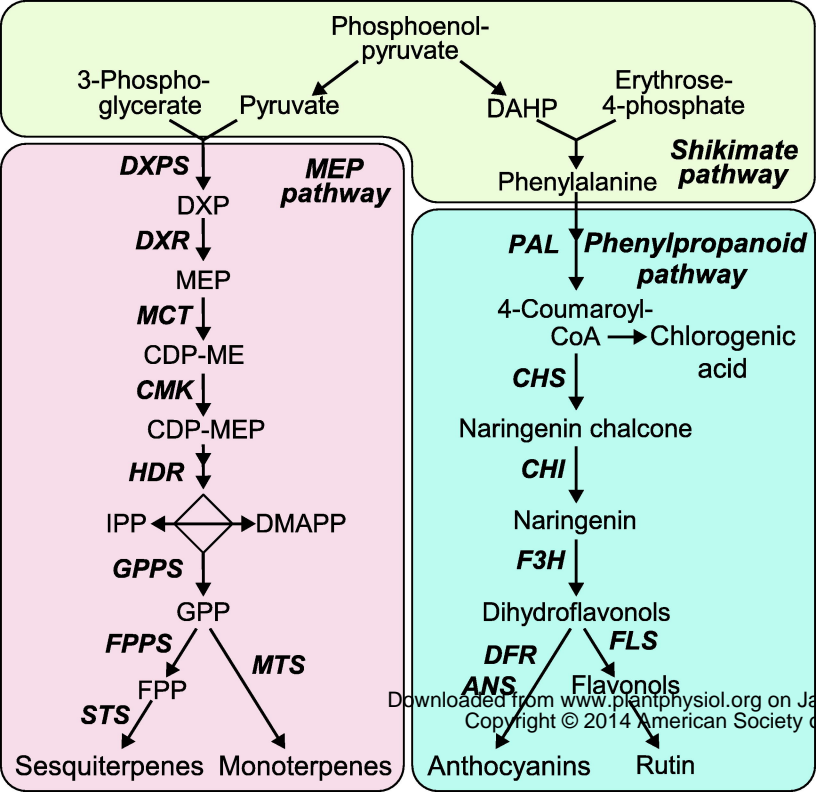 Phosphoenol-
pyruvate
3-Phospho-
glycerate
Pyruvate
DAHP
Erythrose-
4-phosphate
Shikimate
pathway
Phenylalanine
MEP
pathway
DXPS
DXP
DXR
MEP
MCT
CDP-ME
CMK
CDP-MEP
HDR
IPP
DMAPP
GPPS
GPP
FPPS
MTS
FPP
STS
Sesquiterpenes
Monoterpenes
PAL
Phenylpropanoid
pathway
4-Coumaroyl-
CoA
Chlorogenic
acid
CHS
Naringenin chalcone
CHI
Naringenin
F3H
Dihydroflavonols
DFR
ANS
FLS
Flavonols
Downloaded from www.plantphysiol.org on Ja
Copyright © 2014 American Society o
Anthocyanins
Rutin